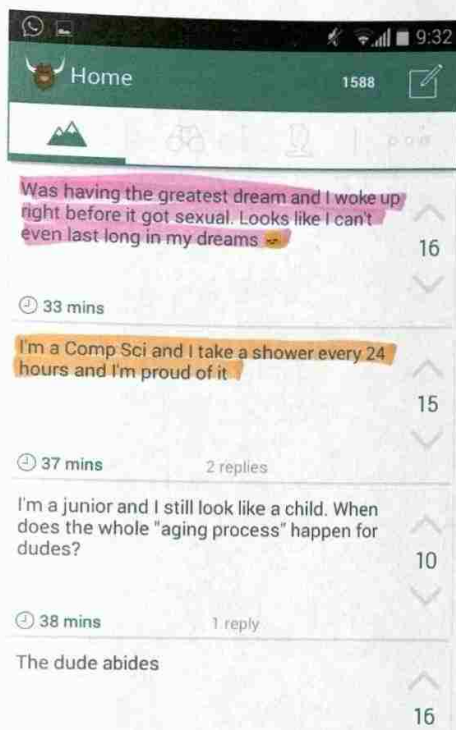 9:32
Home
1588
Was having the greatest dream and I woke up
right before it got sexual. Looks like I can't
even last long in my dreams
16
33 mins
I'm a Comp Sci and I take a shower every 24
hours and I'm proud of it
15
37 mins
2 replies
I'm a junior and I still look like a child. When
does the whole "aging process" happen for
dudes?
10
38 mins
1 reply
The dude abides
16